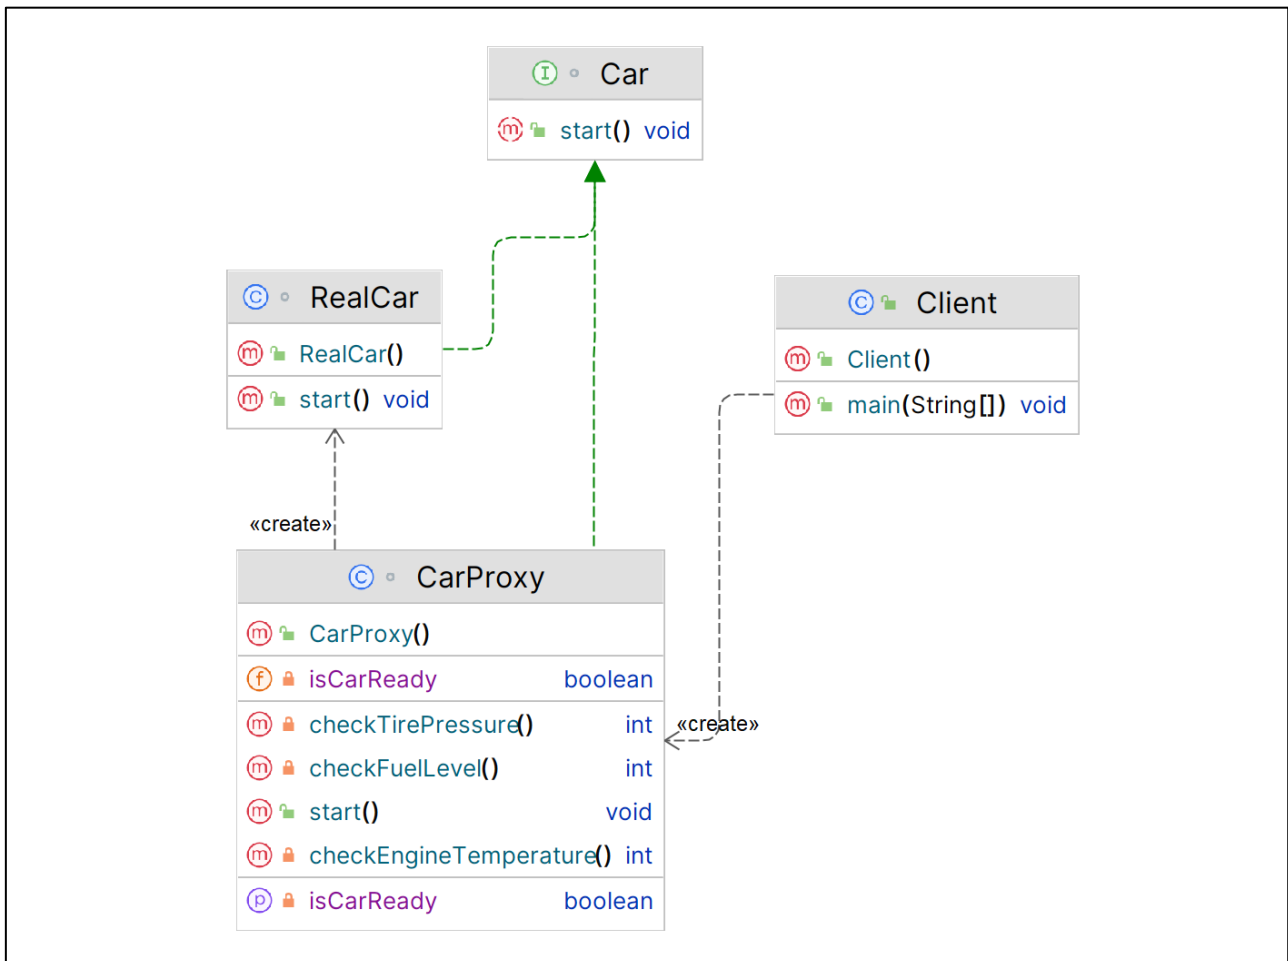 Car
start() void
RealCar
RealCar()
start() void
Client
Client()
main(String[]) void
«create»
CarProxy
CarProxy()
isCarReady boolean
checkTirePressure() int
«create»
checkFuelLevel() int
start() void
checkEngineTemperature() int
isCarReady boolean